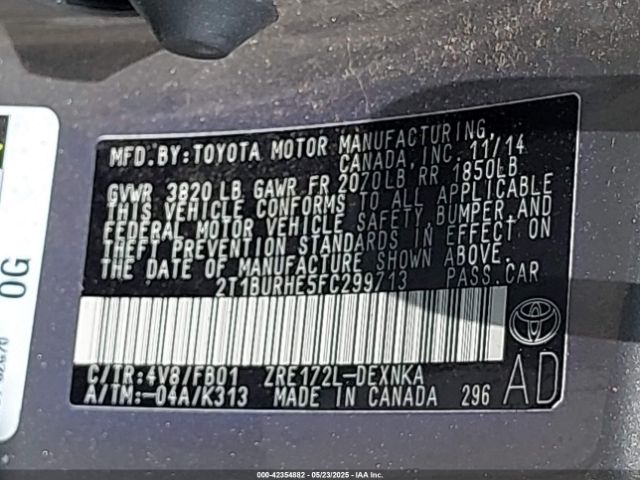 MFD.BY:TOYOTA MOTOR MANUFACTURING,
CANADA,INC. 11/14
GVWR 3820 LB GAWR FR 2070LB RR 1850LB
THIS VEHICLE CONFORMS TO ALL APPLICABLE
FEDERAL MOTOR VEHICLE SAFETY, BUMPER,AND
THEFT PREVENTION STANDARDS IN EFFECT ON
THE DATE OF MANUFACTURE SHOWN ABOVE.
2T1BURHE5FC299713 PASS.CAR
C/TR:4V8/FB01 ZRE172L-DEXNKA
A/TM:-04A/K313 MADE IN CANADA 296
AD
0G
000-42354882 - 05/23/2025 - IAA Inc.